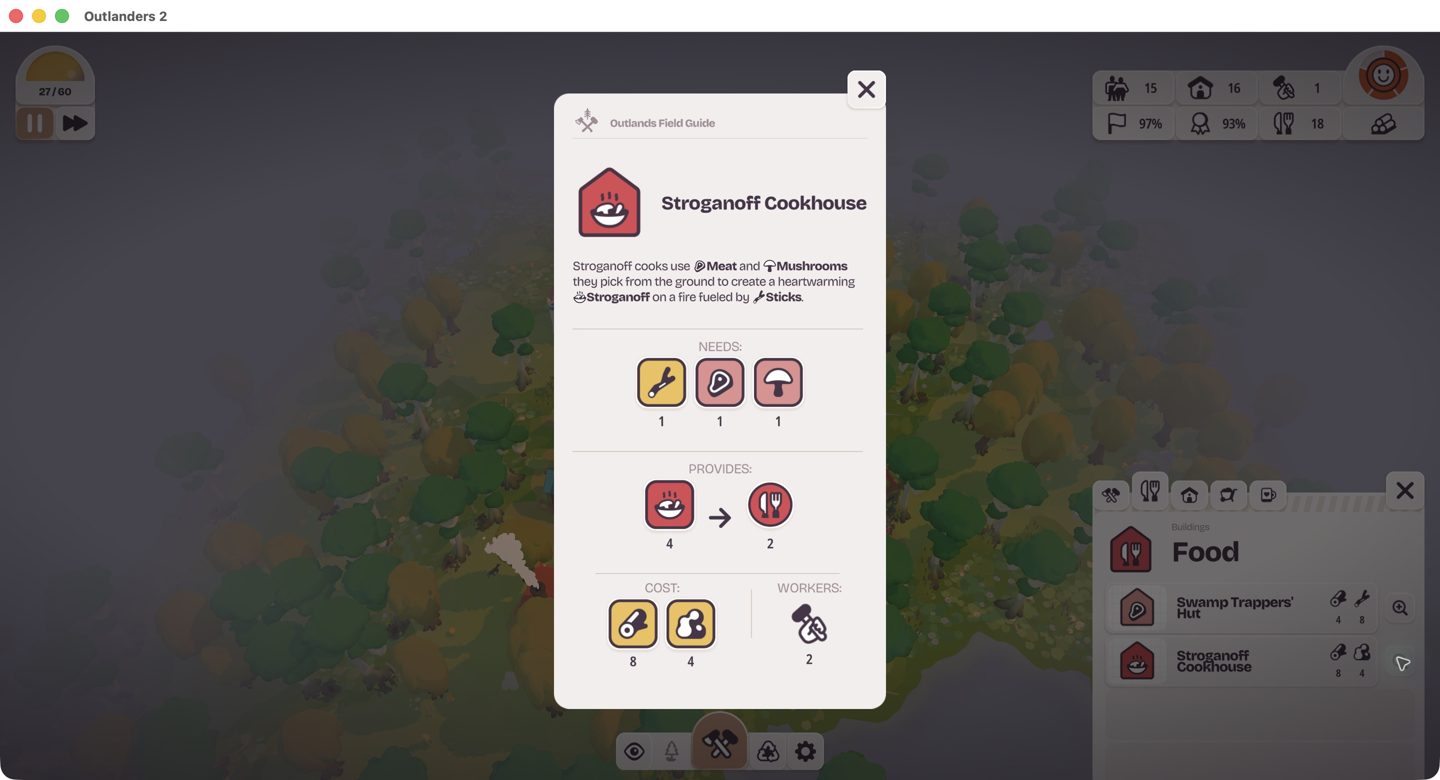 Outlanders 2
27/60
15
16
1
97%
93%
18
Outlands Field Guide
Stroganoff Cookhouse
Stroganoff cooks use Meat and Mushrooms
they pick from the ground to create a heartwarming
Stroganoff on a fire fueled by Sticks.
NEEDS:
1
1
1
PROVIDES:
4
2
COST:
8
4
WORKERS:
2
Buildings
Food
Swamp Trappers'
Hut
4
8
Stroganoff
Cookhouse
8
4